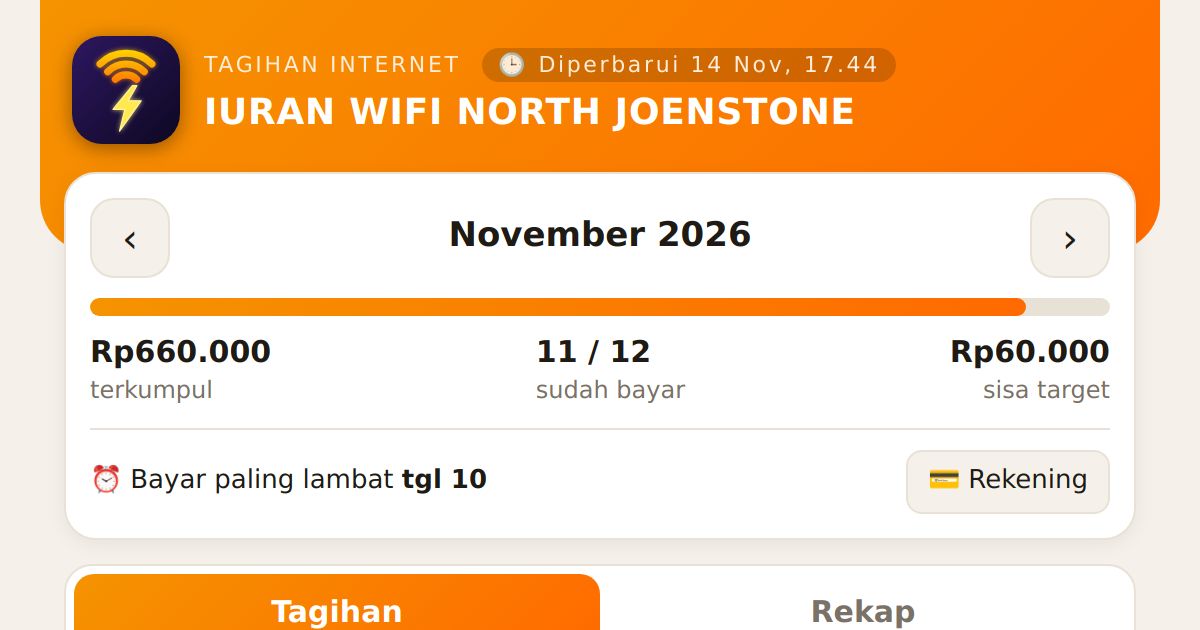 TAGIHAN INTERNET 🕒 Diperbarui 14 Nov, 17.44
IURAN WIFI NORTH JOENSTONE
‹ November 2026 ›
Rp660.000 11 / 12 Rp60.000
terkumpul sudah bayar sisa target
⏰ Bayar paling lambat tgl 10 💳 Rekening
Tagihan Rekap